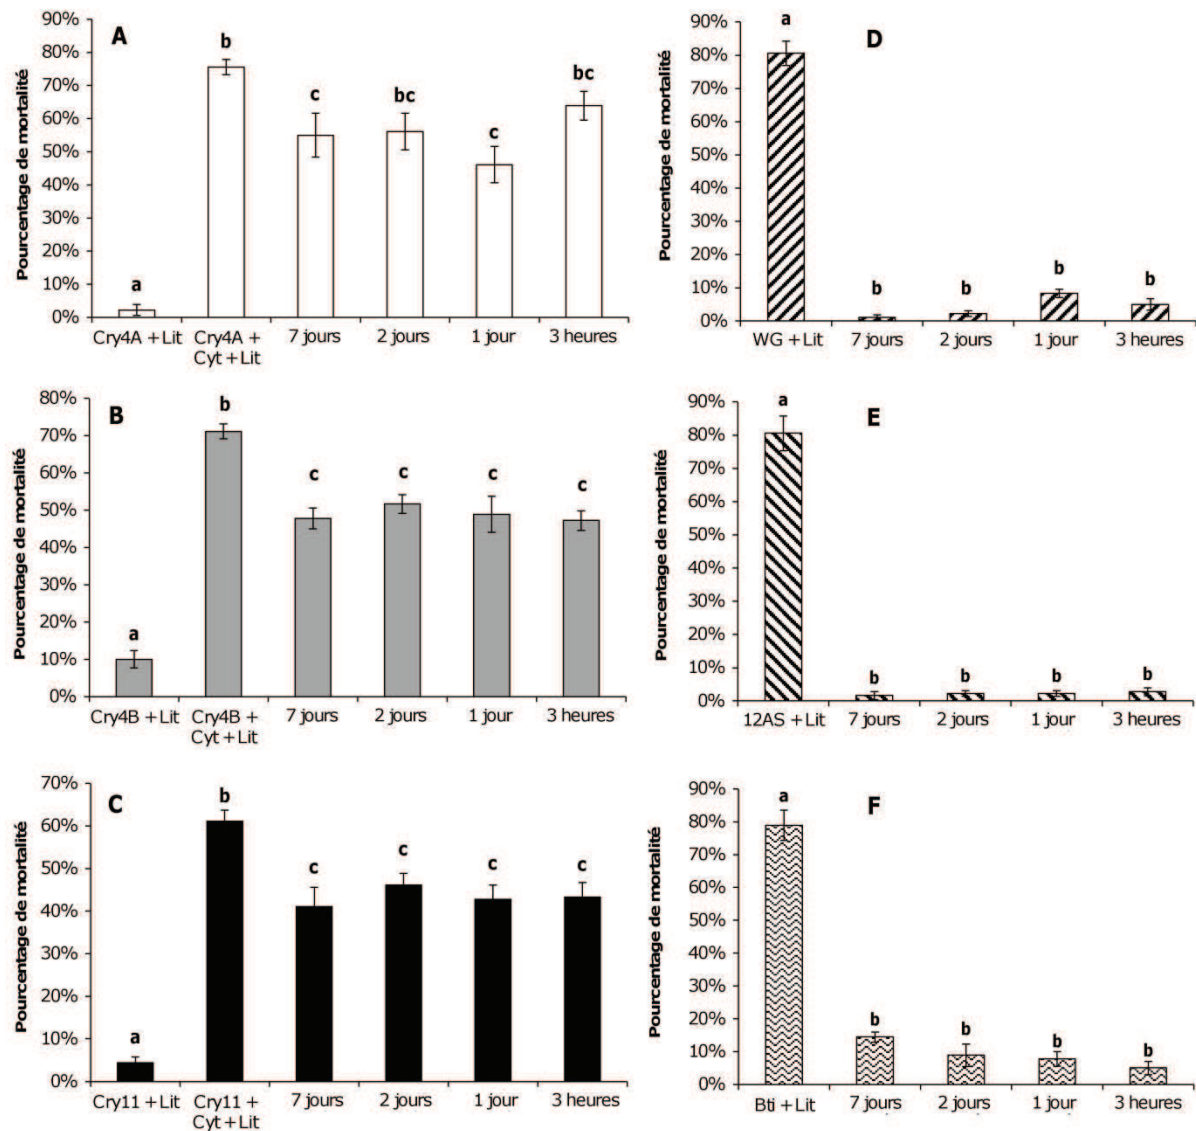 A
Pourcentage de mortalité
90%
80%
70%
60%
50%
40%
30%
20%
10%
0%
a
b
c
bc
c
bc
Cry4A + Lit
Cry4A +
Cyt + Lit
7 jours
2 jours
1 jour
3 heures
B
Pourcentage de mortalité
80%
70%
60%
50%
40%
30%
20%
10%
0%
a
b
c
c
c
c
Cry4B + Lit
Cry4B +
Cyt + Lit
7 jours
2 jours
1 jour
3 heures
C
Pourcentage de mortalité
70%
60%
50%
40%
30%
20%
10%
0%
a
b
c
c
c
c
Cry11 + Lit
Cry11 +
Cyt + Lit
7 jours
2 jours
1 jour
3 heures
D
Pourcentage de mortalité
90%
80%
70%
60%
50%
40%
30%
20%
10%
0%
a
b
b
b
b
WG + Lit
7 jours
2 jours
1 jour
3 heures
E
Pourcentage de mortalité
90%
80%
70%
60%
50%
40%
30%
20%
10%
0%
a
b
b
b
b
12AS + Lit
7 jours
2 jours
1 jour
3 heures
F
Pourcentage de mortalité
90%
80%
70%
60%
50%
40%
30%
20%
10%
0%
a
b
b
b
b
Bti + Lit
7 jours
2 jours
1 jour
3 heures